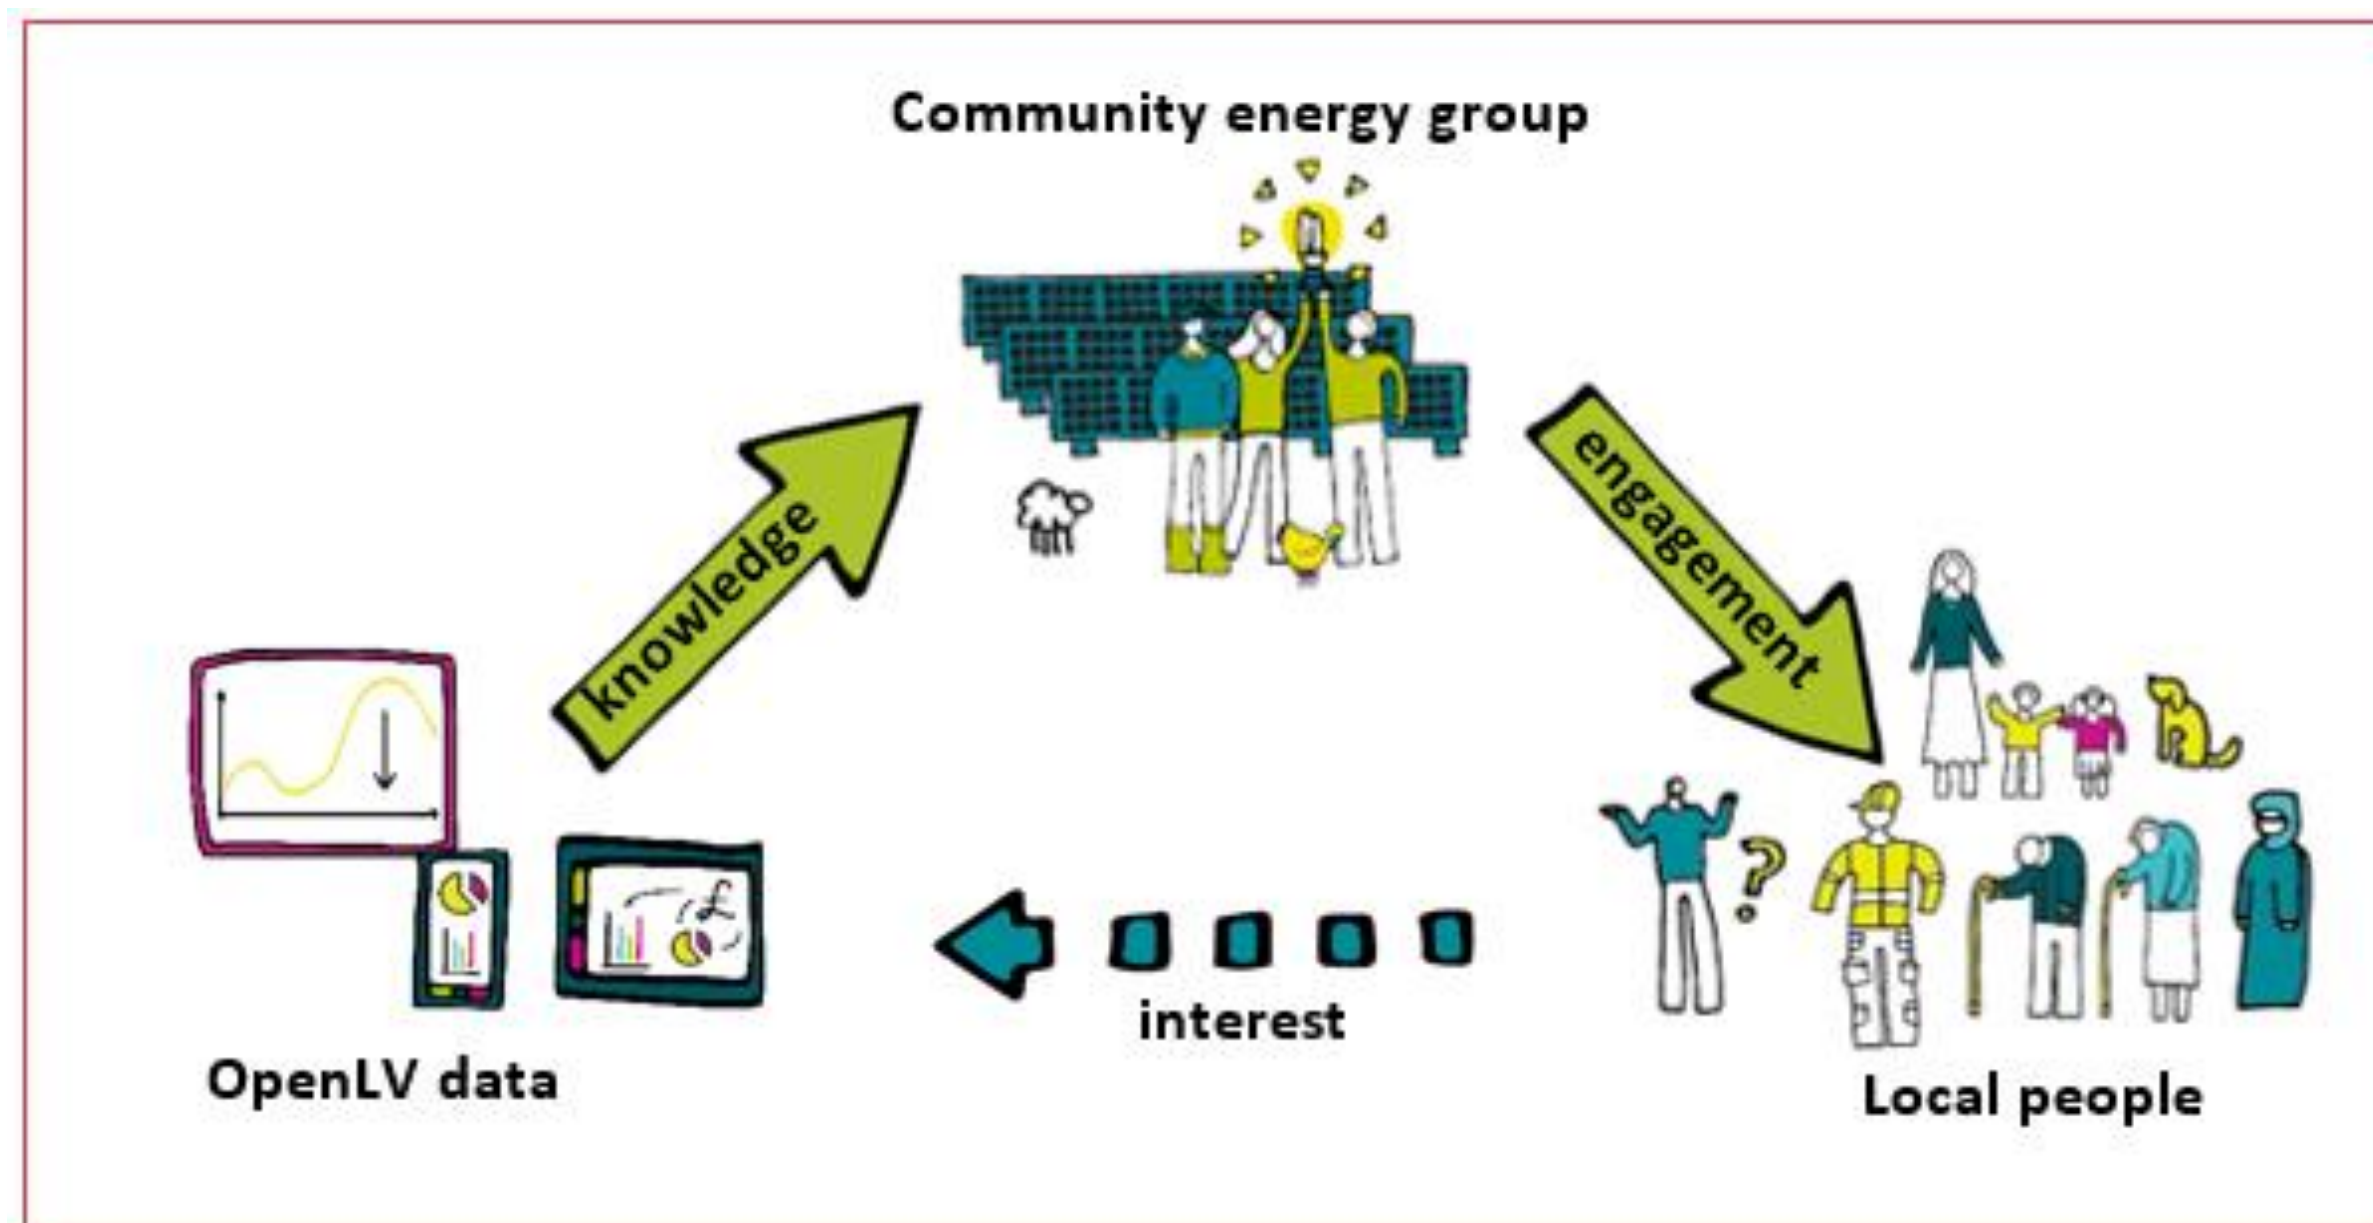 Community energy group
knowledge
engagement
£
?
interest
OpenLV data
Local people